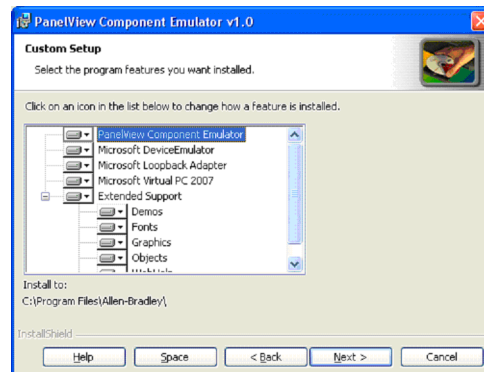 PanelView Component Emulator v1.0
Custom Setup
Select the program features you want installed.
Click on an icon in the list below to change how a feature is installed.
PanelView Component Emulator
Microsoft DeviceEmulator
Microsoft Loopback Adapter
Microsoft Virtual PC 2007
Extended Support
Demos
Fonts
Graphics
Objects
Install to:
C:\Program Files\Allen-Bradley\
InstallShield
Help
Space
< Back
Next >
Cancel